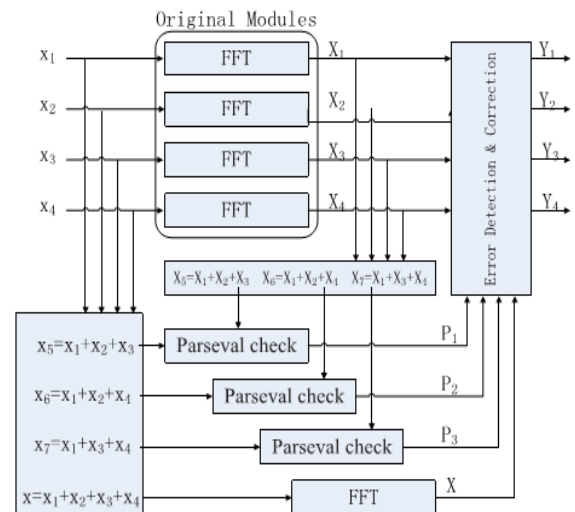 Original Modules
x₁ FFT X₁ Y₁
x₂ FFT X₂ Y₂
x₃ FFT X₃ Y₃
x₄ FFT X₄ Y₄
Error Detection & Correction
X₅=X₁+X₂+X₃ X₆=X₁+X₂+X₄ X₇=X₁+X₃+X₄
x₅=x₁+x₂+x₃ Parseval check P₁
x₆=x₁+x₂+x₄ Parseval check P₂
x₇=x₁+x₃+x₄ Parseval check P₃
x=x₁+x₂+x₃+x₄ FFT X